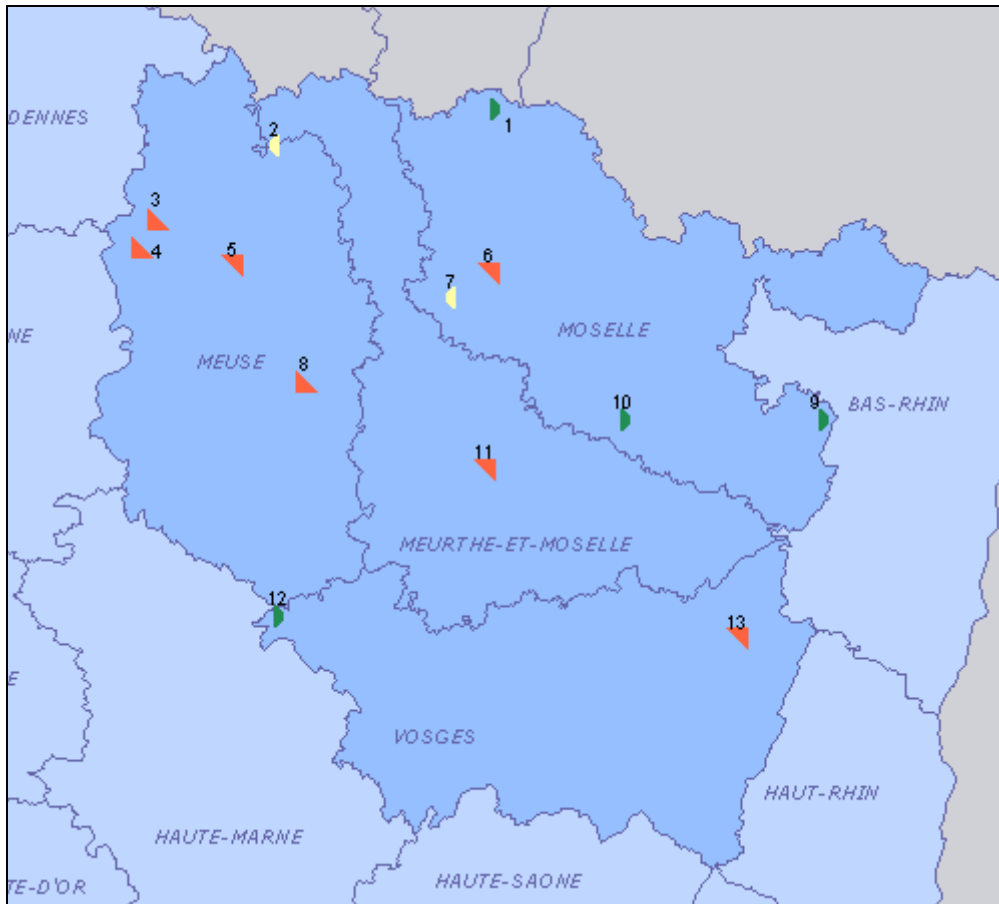 DENNES
1
2
3
4
5
6
7
NE
MOSELLE
MEUSE
8
10
9
BAS-RHIN
11
MEURTHE-ET-MOSELLE
12
13
E
VOSGES
HAUT-RHIN
HAUTE-MARNE
HAUTE-SAONE
TE-D'OR